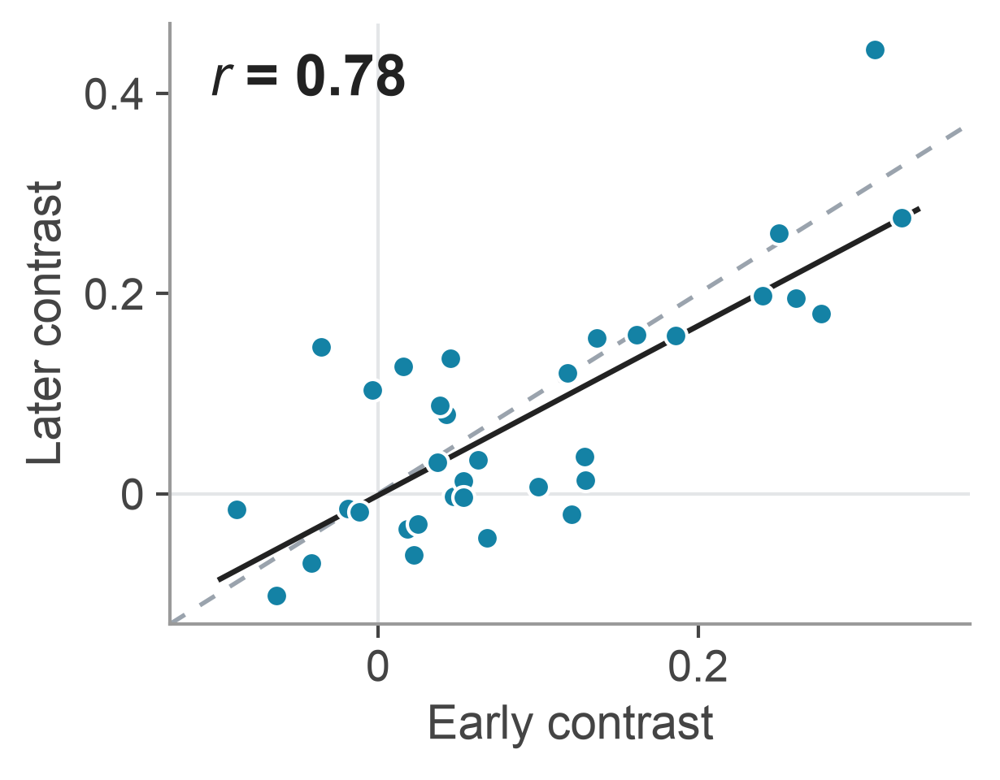 r = 0.78
0.4
0.2
0
Later contrast
0
0.2
Early contrast